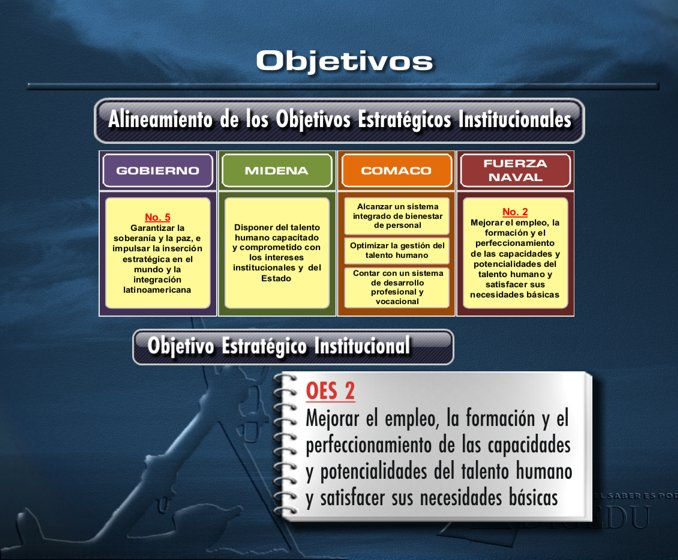 Objetivos
Alineamiento de los Objetivos Estratégicos Institucionales
GOBIERNO
MIDENA
COMACO
FUERZA
NAVAL
No. 5
Garantizar la
soberanía y la paz, e
impulsar la inserción
estratégica en el
mundo y la
integración
latinoamericana
Disponer del talento
humano capacitado
y comprometido con
los intereses
institucionales y del
Estado
Alcanzar un sistema
integrado de bienestar
de personal
Optimizar la gestión del
talento humano
Contar con un sistema
de desarrollo
profesional y
vocacional
No. 2
Mejorar el empleo, la
formación y el
perfeccionamiento
de las capacidades y
potencialidades del
talento humano y
satisfacer sus
necesidades básicas
Objetivo Estratégico Institucional
OES 2
Mejorar el empleo, la formación y el
perfeccionamiento de las capacidades
y potencialidades del talento humano
y satisfacer sus necesidades básicas
EL SABER ES POD